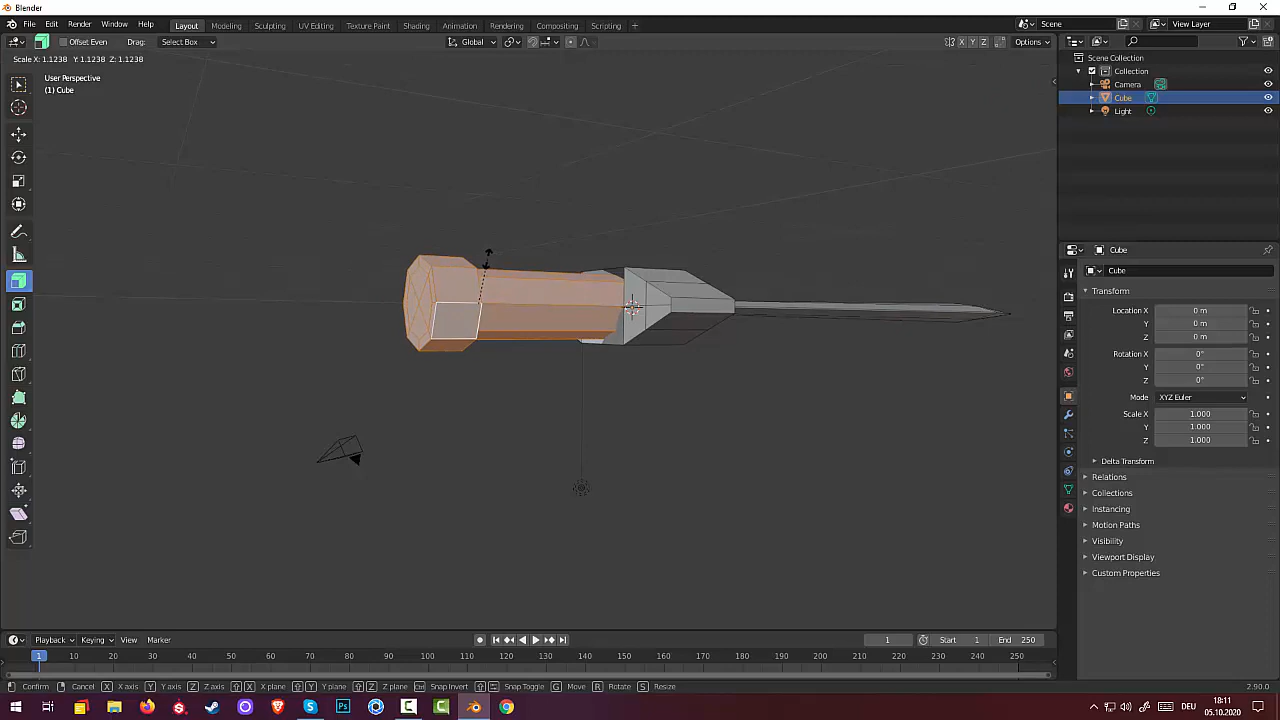 Blender
File Edit Render Window Help Layout Modeling Sculpting UV Editing Texture Paint Shading Animation Rendering Compositing Scripting + Scene View Layer
Offset Even Drag: Select Box Global X Y Z Options
Scale X: 1.1238 Y: 1.1238 Z: 1.1238
User Perspective
(1) Cube
Scene Collection
Collection
Camera
Cube
Light
Cube
Cube
Transform
Location X 0 m
Y 0 m
Z 0 m
Rotation X 0°
Y 0°
Z 0°
Mode XYZ Euler
Scale X 1.000
Y 1.000
Z 1.000
Delta Transform
Relations
Collections
Instancing
Motion Paths
Visibility
Viewport Display
Custom Properties
Playback Keying View Marker 1 Start 1 End 250
1 10 20 30 40 50 60 70 80 90 100 110 120 130 140 150 160 170 180 190 200 210 220 230 240 250
Confirm Cancel X X axis Y Y axis Z Z axis X X plane Y Y plane Z Z plane Snap Invert Snap Toggle G Move R Rotate S Resize 2.90.0
DEU 18:11
05.10.2020